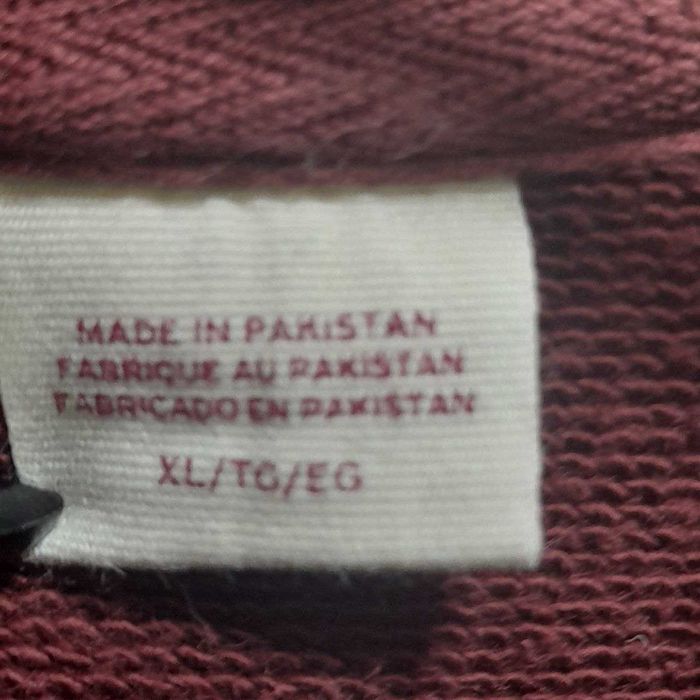 MADE IN PAKISTAN
FABRIQUE AU PAKISTAN
FABRICADO EN PAKISTAN
XL/TG/EG